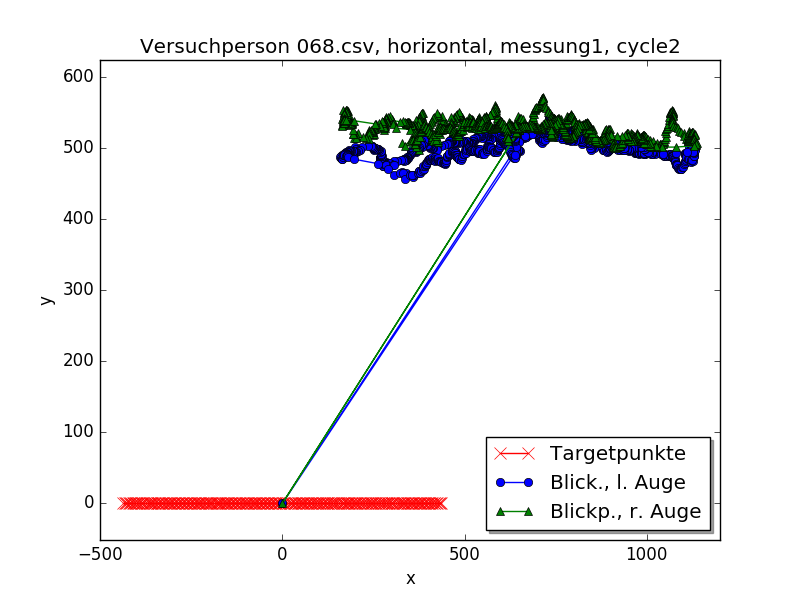 Versuchperson 068.csv, horizontal, messung1, cycle2
600
500
400
300
200
100
0
y
−500
0
500
1000
x
Targetpunkte
Blick., l. Auge
Blickp., r. Auge